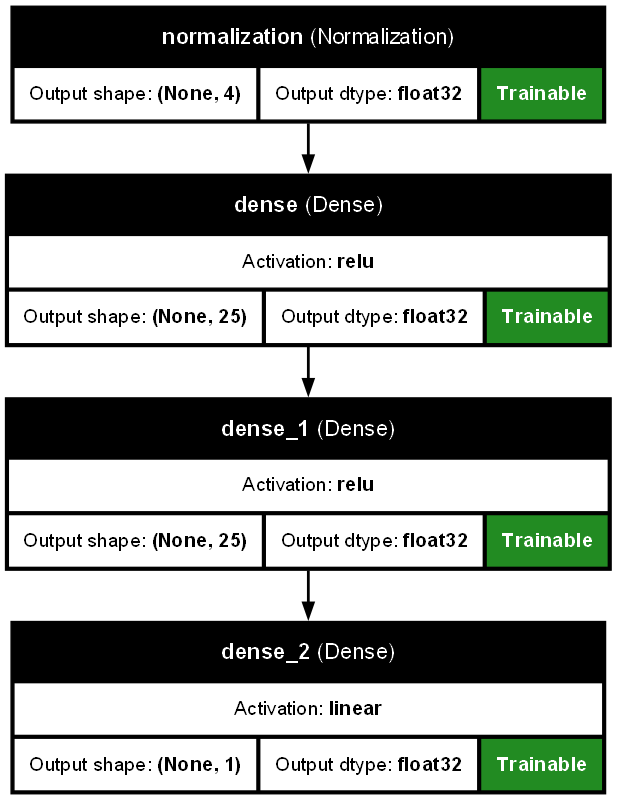 normalization (Normalization)
Output shape: (None, 4) Output dtype: float32 Trainable
dense (Dense)
Activation: relu
Output shape: (None, 25) Output dtype: float32 Trainable
dense_1 (Dense)
Activation: relu
Output shape: (None, 25) Output dtype: float32 Trainable
dense_2 (Dense)
Activation: linear
Output shape: (None, 1) Output dtype: float32 Trainable